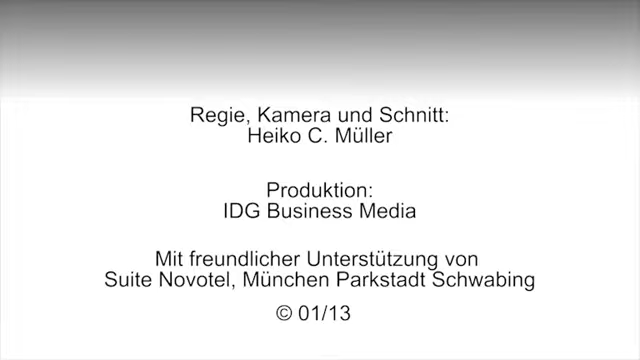 Regie, Kamera und Schnitt:
Heiko C. Müller
Produktion:
IDG Business Media
Mit freundlicher Unterstützung von
Suite Novotel, München Parkstadt Schwabing
© 01/13